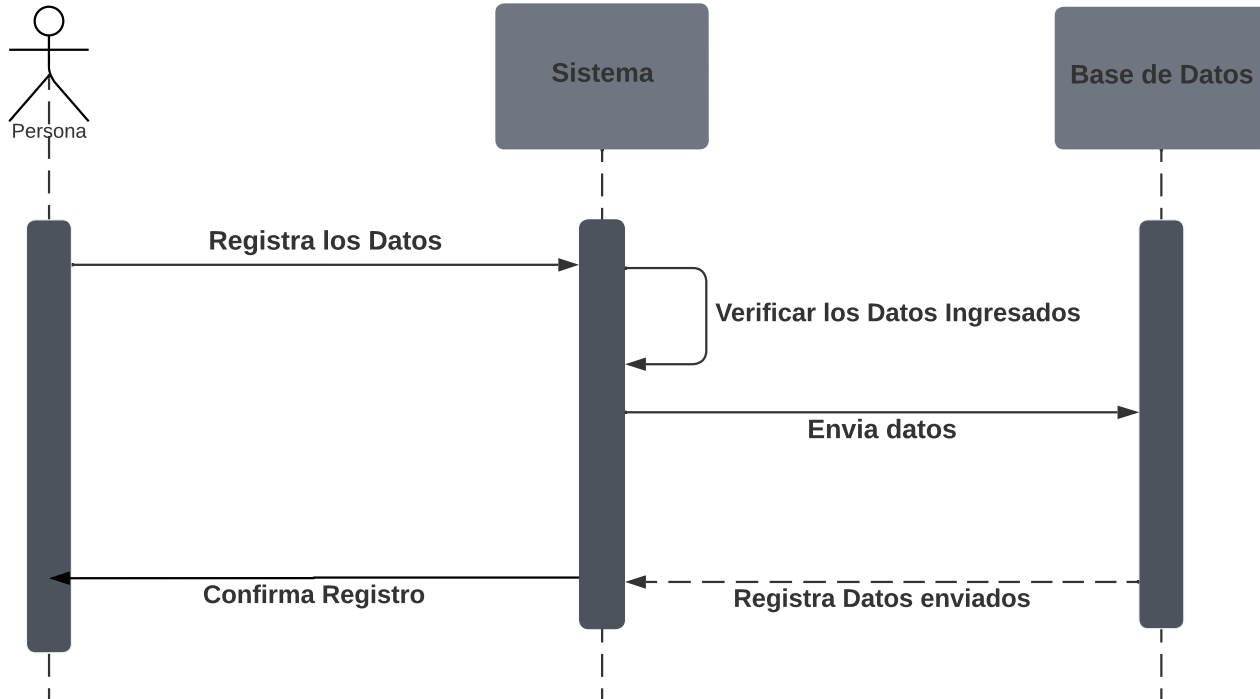 Persona
Sistema
Base de Datos
Registra los Datos
Verificar los Datos Ingresados
Envia datos
Confirma Registro
Registra Datos enviados